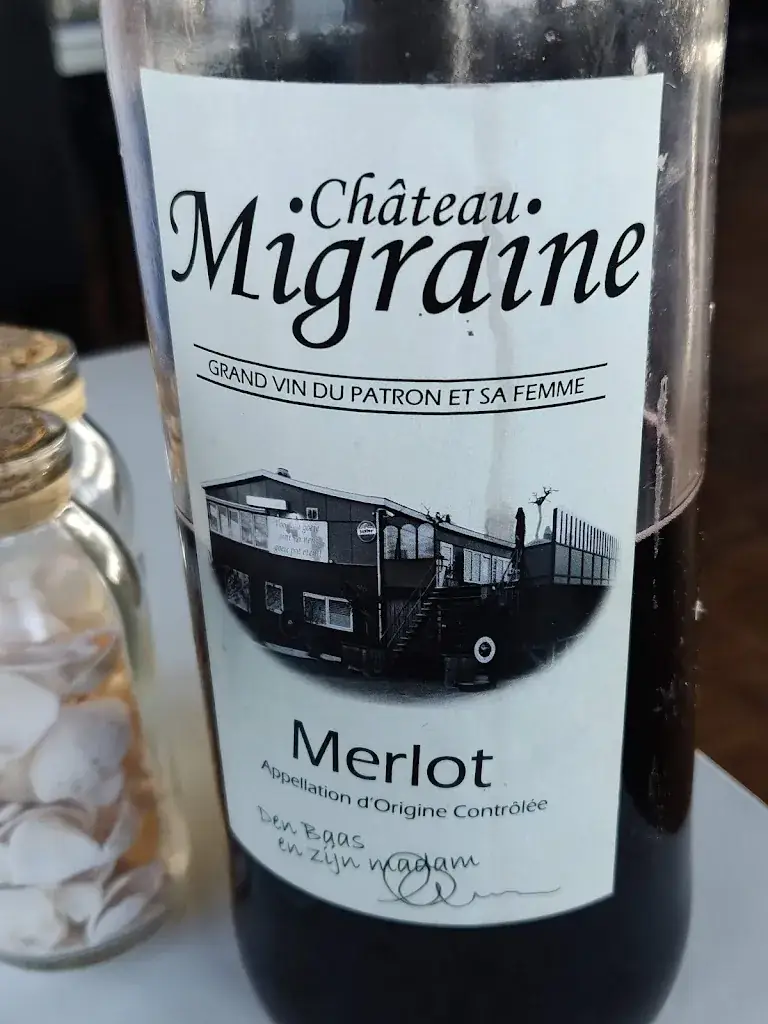 Château
Migraine
GRAND VIN DU PATRON ET SA FEMME
Merlot
Appellation d'Origine Contrôlée
Den Baas
en zijn madam